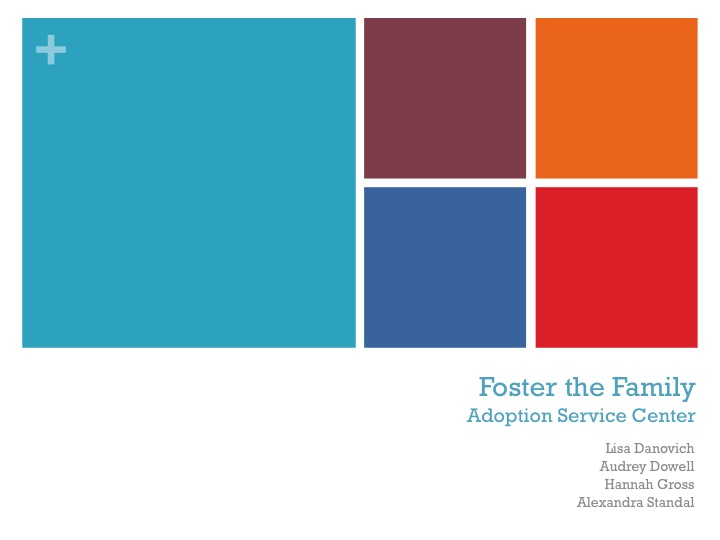 +
Foster the Family
Adoption Service Center
Lisa Danovich
Audrey Dowell
Hannah Gross
Alexandra Standal